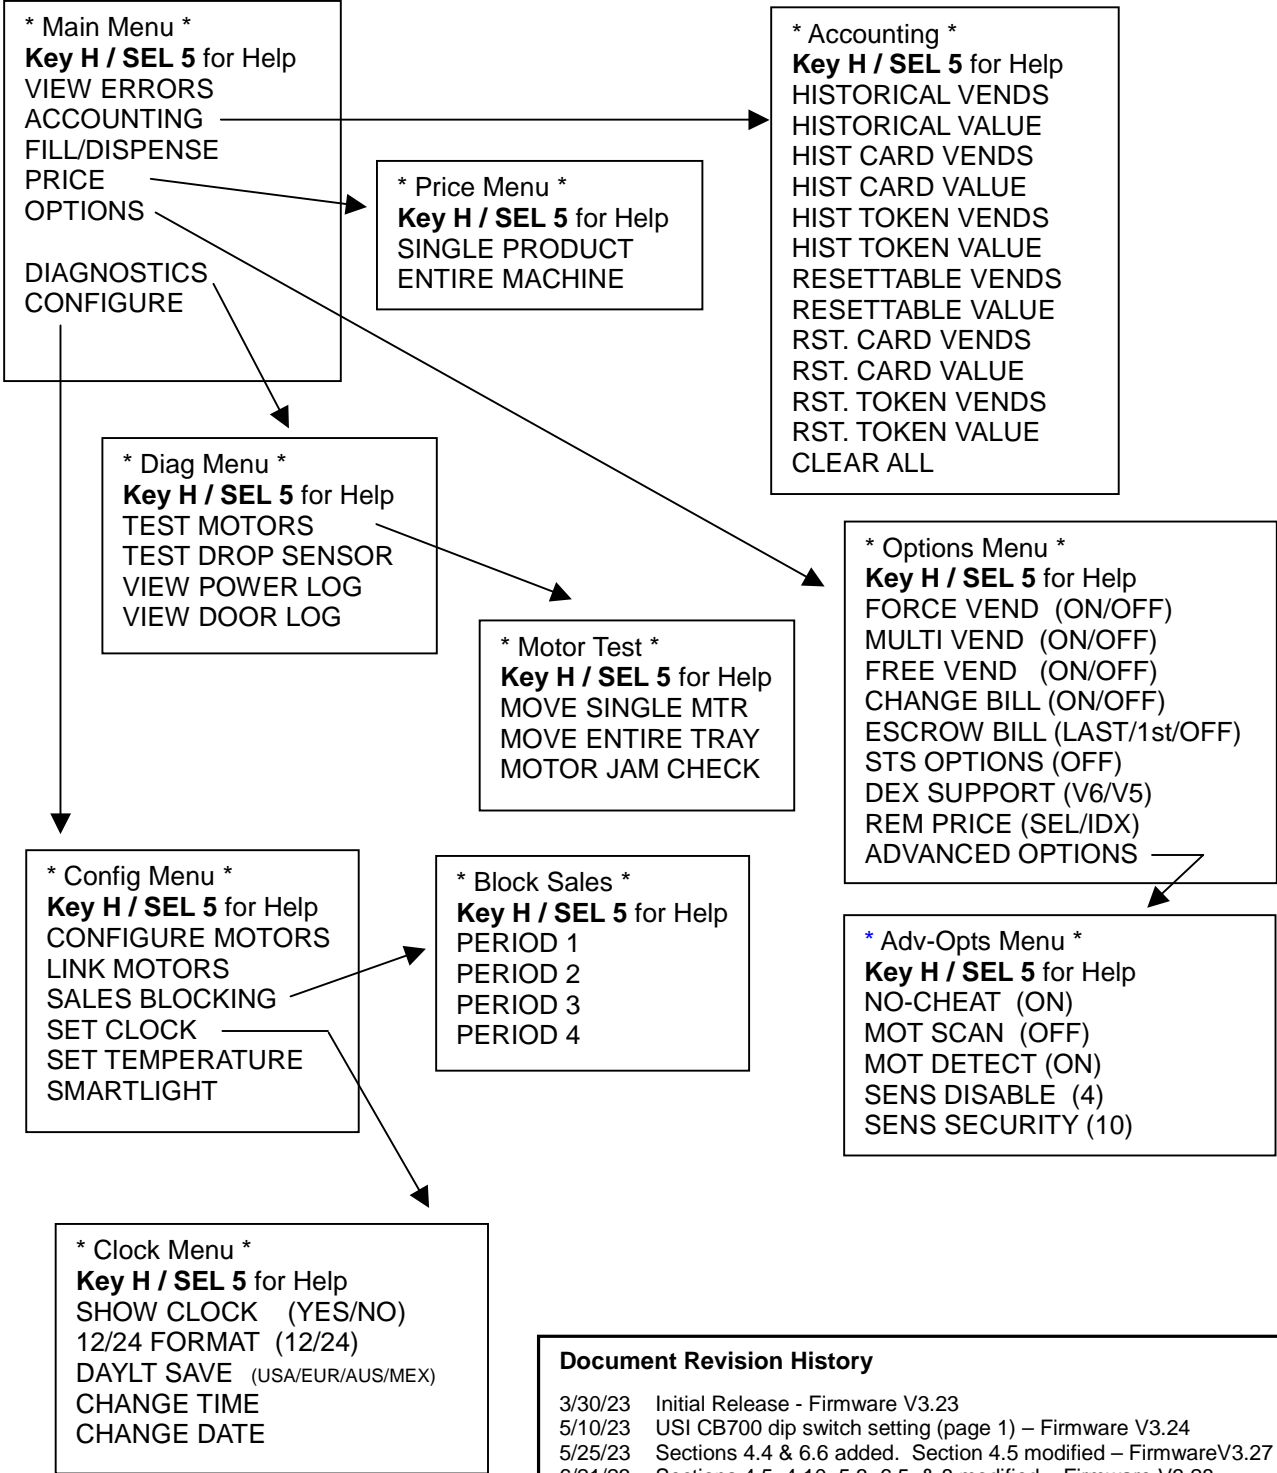 * Main Menu *
Key H / SEL 5 for Help
VIEW ERRORS
ACCOUNTING
FILL/DISPENSE
PRICE
OPTIONS
DIAGNOSTICS
CONFIGURE
* Accounting *
Key H / SEL 5 for Help
HISTORICAL VENDS
HISTORICAL VALUE
HIST CARD VENDS
HIST CARD VALUE
HIST TOKEN VENDS
HIST TOKEN VALUE
RESETTABLE VENDS
RESETTABLE VALUE
RST. CARD VENDS
RST. CARD VALUE
RST. TOKEN VENDS
RST. TOKEN VALUE
CLEAR ALL
* Price Menu *
Key H / SEL 5 for Help
SINGLE PRODUCT
ENTIRE MACHINE
* Diag Menu *
Key H / SEL 5 for Help
TEST MOTORS
TEST DROP SENSOR
VIEW POWER LOG
VIEW DOOR LOG
* Motor Test *
Key H / SEL 5 for Help
MOVE SINGLE MTR
MOVE ENTIRE TRAY
MOTOR JAM CHECK
* Options Menu *
Key H / SEL 5 for Help
FORCE VEND (ON/OFF)
MULTI VEND (ON/OFF)
FREE VEND (ON/OFF)
CHANGE BILL (ON/OFF)
ESCROW BILL (LAST/1st/OFF)
STS OPTIONS (OFF)
DEX SUPPORT (V6/V5)
REM PRICE (SEL/IDX)
ADVANCED OPTIONS
* Config Menu *
Key H / SEL 5 for Help
CONFIGURE MOTORS
LINK MOTORS
SALES BLOCKING
SET CLOCK
SET TEMPERATURE
SMARTLIGHT
* Block Sales *
Key H / SEL 5 for Help
PERIOD 1
PERIOD 2
PERIOD 3
PERIOD 4
* Adv-Opts Menu *
Key H / SEL 5 for Help
NO-CHEAT (ON)
MOT SCAN (OFF)
MOT DETECT (ON)
SENS DISABLE (4)
SENS SECURITY (10)
* Clock Menu *
Key H / SEL 5 for Help
SHOW CLOCK (YES/NO)
12/24 FORMAT (12/24)
DAYLT SAVE (USA/EUR/AUS/MEX)
CHANGE TIME
CHANGE DATE
Document Revision History
3/30/23 Initial Release - Firmware V3.23
5/10/23 USI CB700 dip switch setting (page 1) – Firmware V3.24
5/25/23 Sections 4.4 & 6.6 added. Section 4.5 modified – FirmwareV3.27